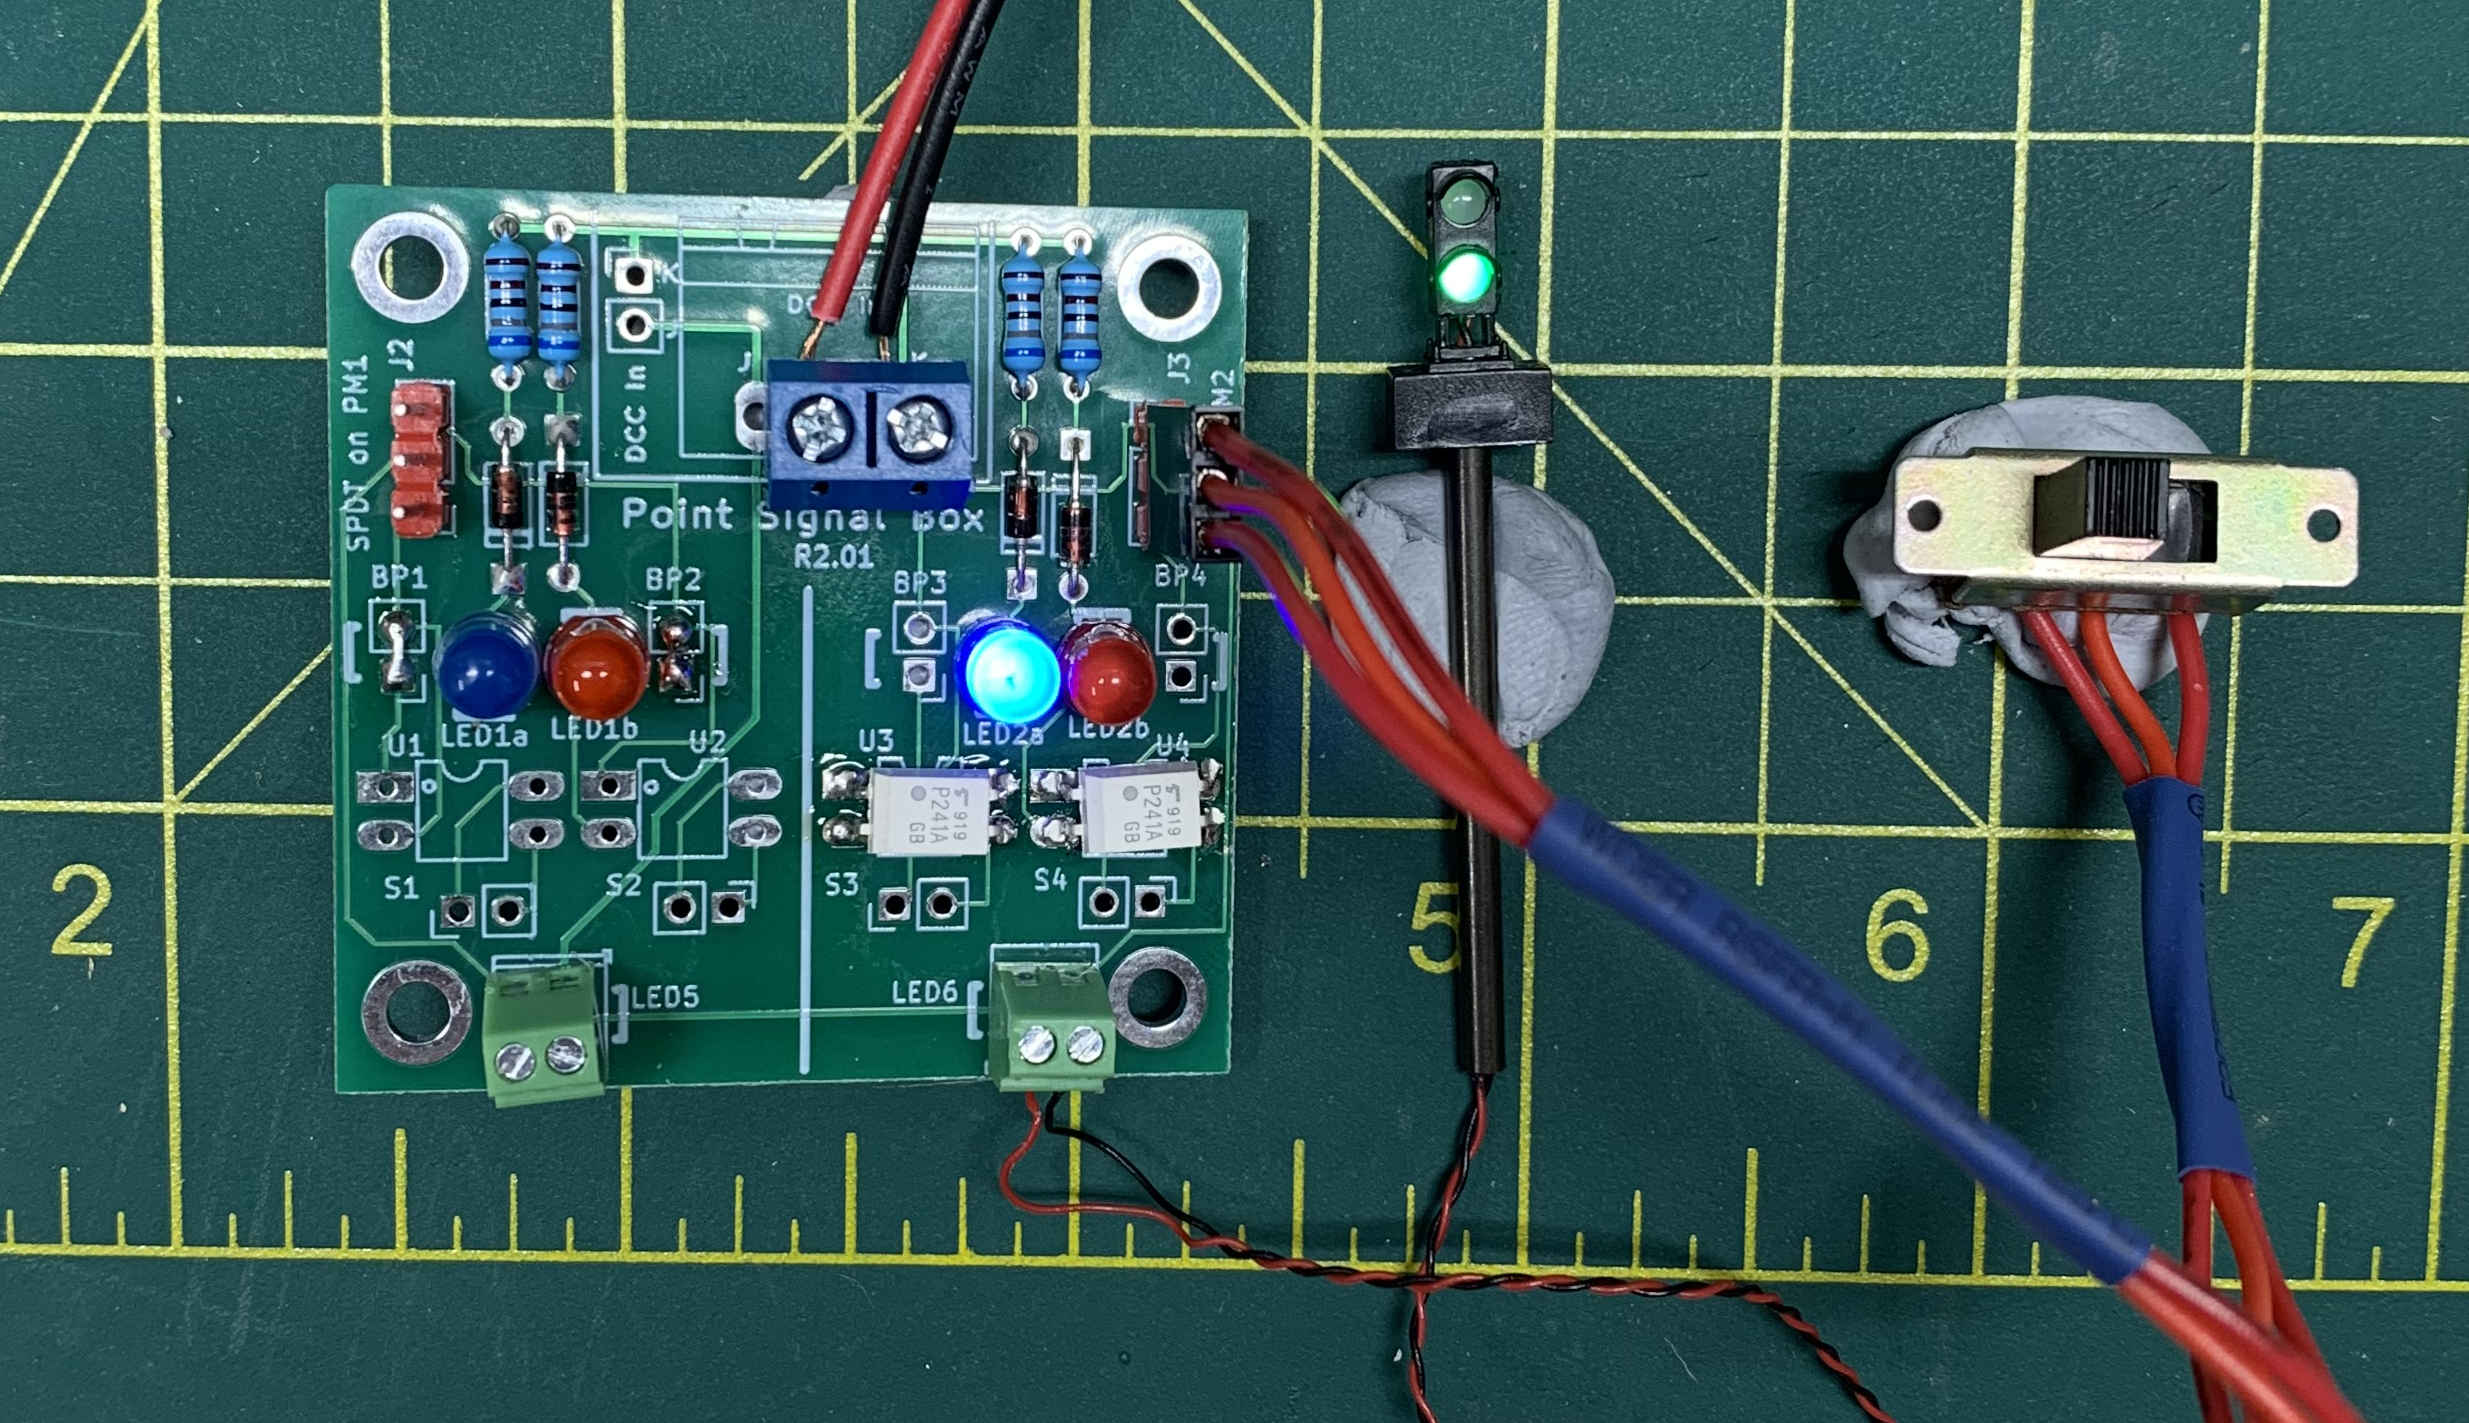 J2
SPDT on PM1
K
J
DCC In
J
K
J3
M2
Point Signal Box
R2.01
BP1
BP2
BP3
BP4
LED1a
LED1b
LED2a
LED2b
U1
U2
U3
U4
919
P241A
GB
919
P241A
GB
S1
S2
S3
S4
LED5
LED6
2
5
6
7